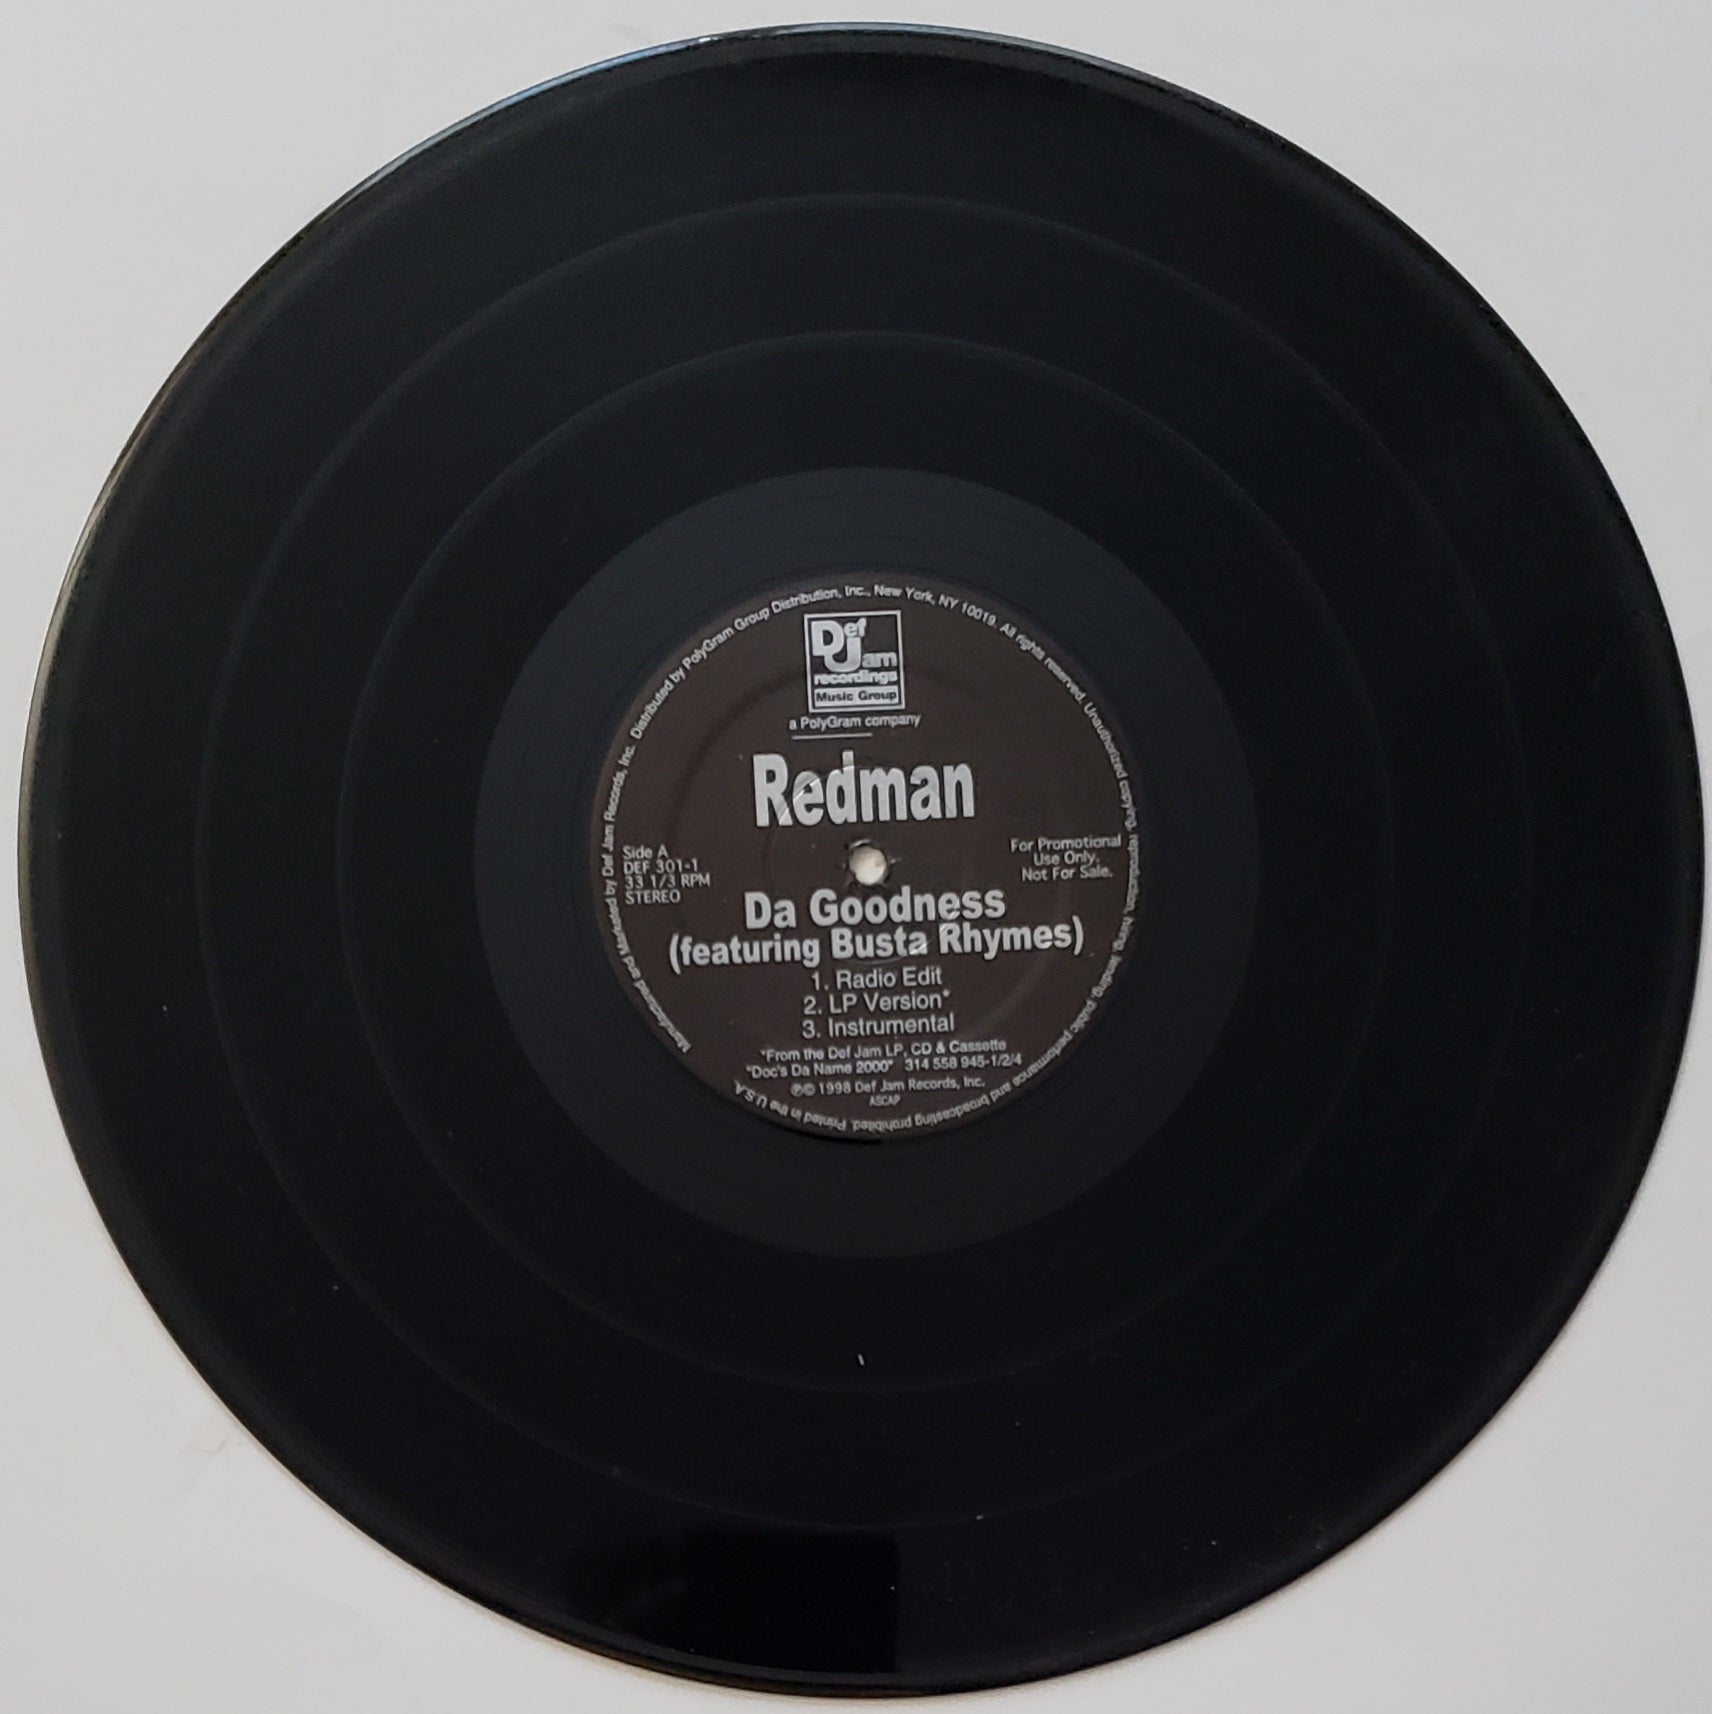 Manufactured and Marketed by Def Jam Records, Inc. Distributed by PolyGram Group Distribution, Inc., New York, NY 10019. All rights reserved. Unauthorized copying, reproduction, hiring, lending, public performance and broadcasting prohibited. Printed in the U.S.A.
Def
Jam
recordings
Music Group
a PolyGram company
Redman
Side A
DEF 301-1
33 1/3 RPM
STEREO
For Promotional
Use Only.
Not For Sale.
Da Goodness
(featuring Busta Rhymes)
1. Radio Edit
2. LP Version*
3. Instrumental
*From the Def Jam LP, CD & Cassette
"Doc's Da Name 2000" 314 558 945-1/2/4
℗© 1998 Def Jam Records, Inc.
ASCAP